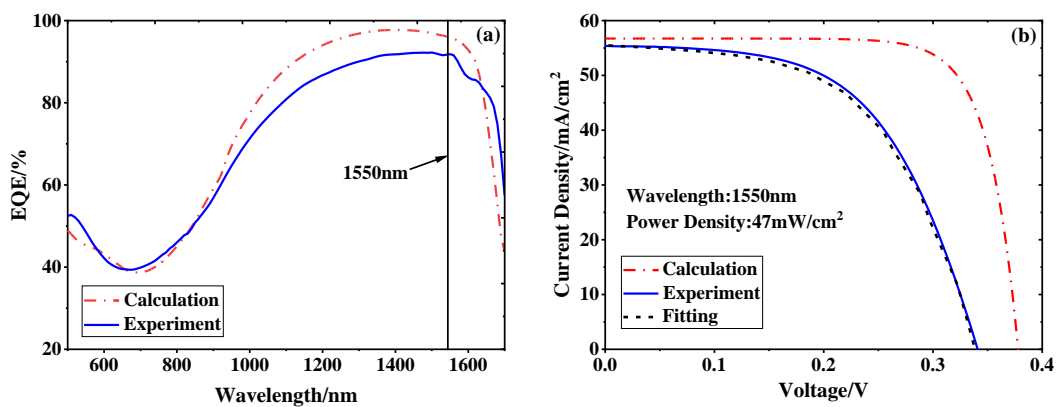 100
80
60
40
20
EQE/%
(a)
1550nm
Calculation
Experiment
600
800
1000
1200
1400
1600
Wavelength/nm
60
50
40
30
20
10
0
Current Density/mA/cm²
(b)
Wavelength:1550nm
Power Density:47mW/cm²
Calculation
Experiment
Fitting
0.0
0.1
0.2
0.3
0.4
Voltage/V